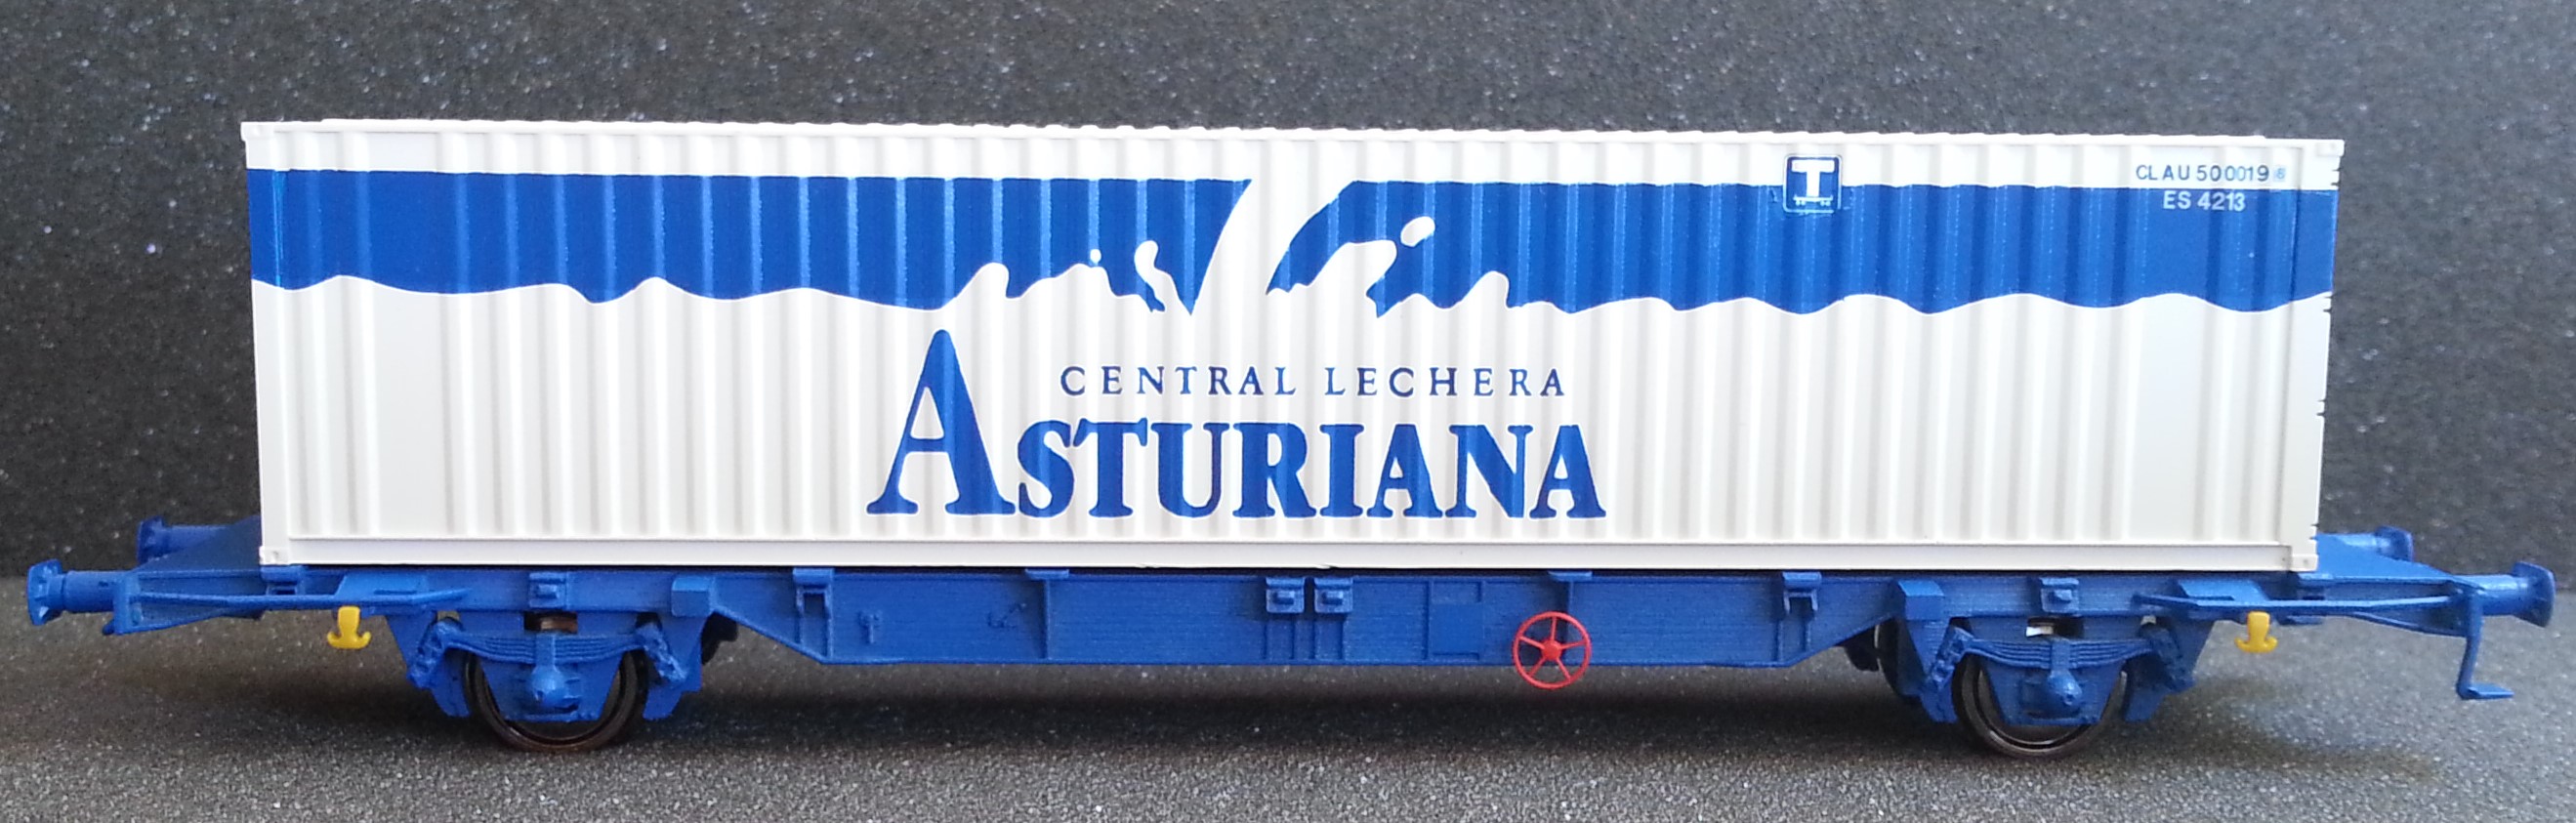 T
CLAU 500019 6
ES 4213
CENTRAL LECHERA
ASTURIANA